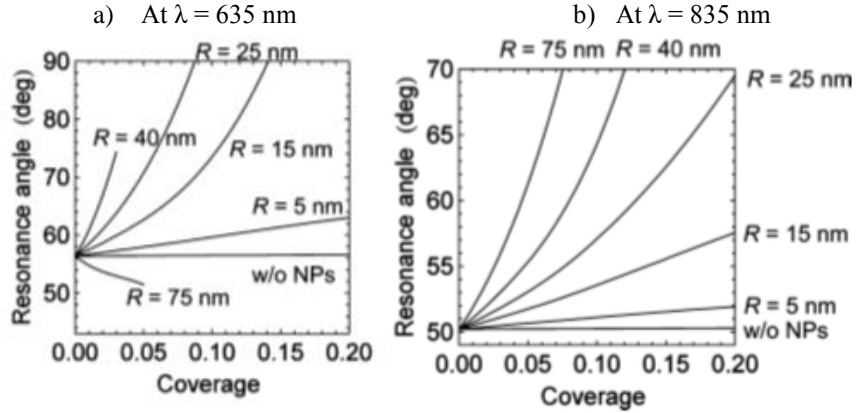 a) At λ = 635 nm
b) At λ = 835 nm
R = 25 nm
R = 40 nm
R = 15 nm
R = 5 nm
w/o NPs
R = 75 nm
Resonance angle (deg)
90
80
70
60
50
0.00 0.05 0.10 0.15 0.20
Coverage
R = 75 nm R = 40 nm
R = 25 nm
R = 15 nm
R = 5 nm
w/o NPs
Resonance angle (deg)
70
65
60
55
50
0.00 0.05 0.10 0.15 0.20
Coverage